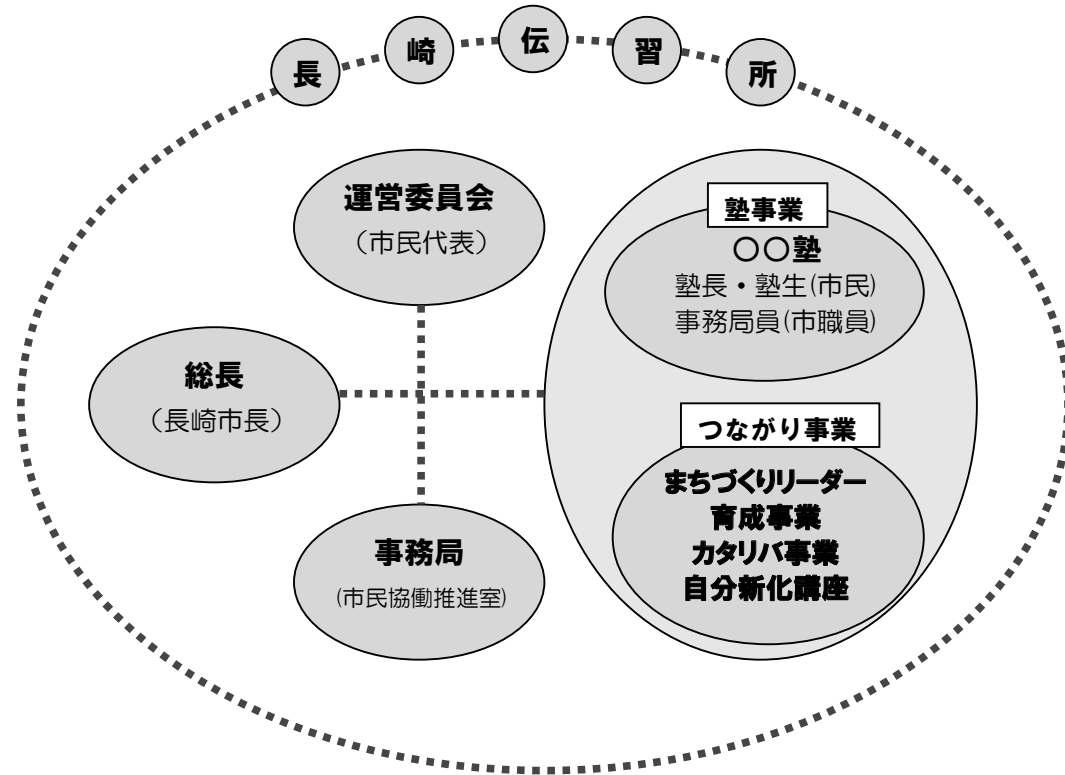 長崎伝習所
運営委員会
（市民代表）
総長
（長崎市長）
事務局
(市民協働推進室)
塾事業
〇〇塾
塾長・塾生(市民)
事務局員(市職員)
つながり事業
まちづくりリーダー
育成事業
カタリバ事業
自分新化講座